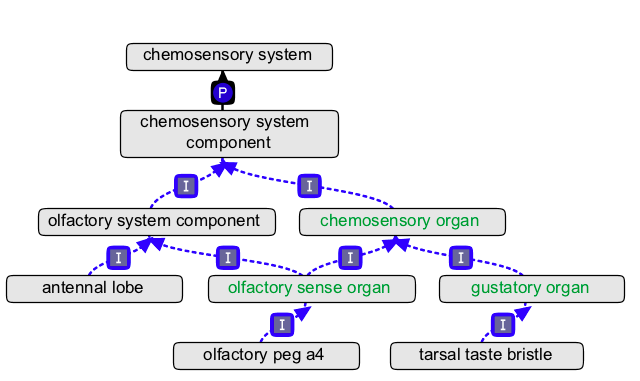 chemosensory system
P
chemosensory system
component
I
I
olfactory system component
chemosensory organ
I
I
I
I
antennal lobe
olfactory sense organ
gustatory organ
I
I
olfactory peg a4
tarsal taste bristle